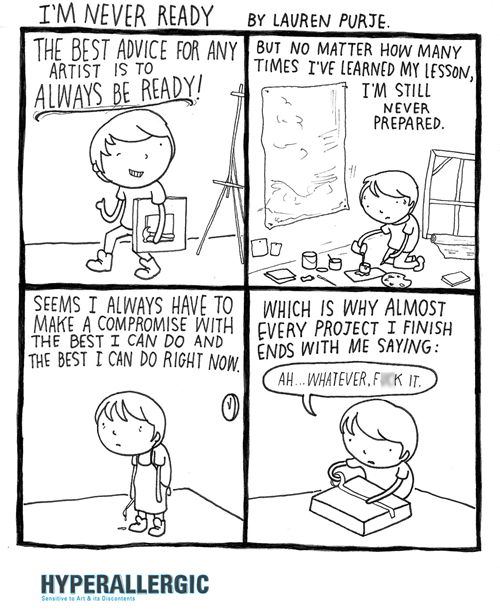 I'M NEVER READY
BY LAUREN PURJE.
THE BEST ADVICE FOR ANY
ARTIST IS TO
ALWAYS BE READY!
BUT NO MATTER HOW MANY
TIMES I'VE LEARNED MY LESSON,
I'M STILL
NEVER
PREPARED.
SEEMS I ALWAYS HAVE TO
MAKE A COMPROMISE WITH
THE BEST I CAN DO AND
THE BEST I CAN DO RIGHT NOW.
WHICH IS WHY ALMOST
EVERY PROJECT I FINISH
ENDS WITH ME SAYING:
AH... WHATEVER, F K IT.
HYPERALLERGIC
Sensitive to Art & its Discontents